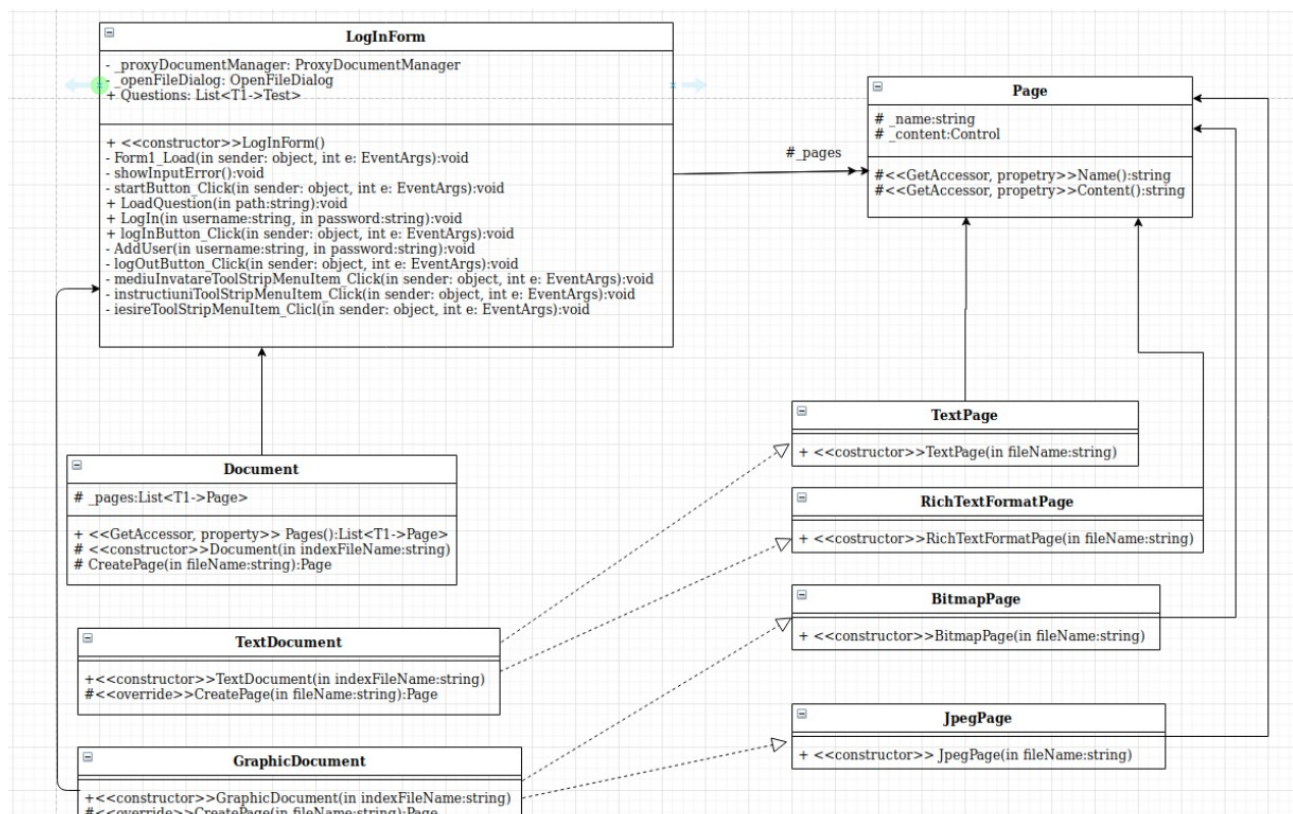 LogInForm
- _proxyDocumentManager: ProxyDocumentManager
- _openFileDialog: OpenFileDialog
+ Questions: List<T1->Test>
+ <<constructor>>LogInForm()
- Form1_Load(in sender: object, int e: EventArgs):void
- showInputError():void
- startButton_Click(in sender: object, int e: EventArgs):void
+ LoadQuestion(in path:string):void
+ LogIn(in username:string, in password:string):void
+ logInButton_Click(in sender: object, int e: EventArgs):void
- AddUser(in username:string, in password:string):void
- logOutButton_Click(in sender: object, int e: EventArgs):void
- mediuInvatareToolStripMenuItem_Click(in sender: object, int e: EventArgs):void
- instructiuniToolStripMenuItem_Click(in sender: object, int e: EventArgs):void
- iesireToolStripMenuItem_Clicl(in sender: object, int e: EventArgs):void
#_pages
Page
# _name:string
# _content:Control
#<<GetAccessor, propetry>>Name():string
#<<GetAccessor, propetry>>Content():string
Document
# _pages:List<T1->Page>
+ <<GetAccessor, property>> Pages():List<T1->Page>
# <<constructor>>Document(in indexFileName:string)
# CreatePage(in fileName:string):Page
TextDocument
+<<constructor>>TextDocument(in indexFileName:string)
#<<override>>CreatePage(in fileName:string):Page
GraphicDocument
+<<constructor>>GraphicDocument(in indexFileName:string)
#<<override>>CreatePage(in fileName:string):Page
TextPage
+ <<costructor>>TextPage(in fileName:string)
RichTextFormatPage
+ <<costructor>>RichTextFormatPage(in fileName:string)
BitmapPage
+ <<constructor>>BitmapPage(in fileName:string)
JpegPage
+ <<constructor>> JpegPage(in fileName:string)